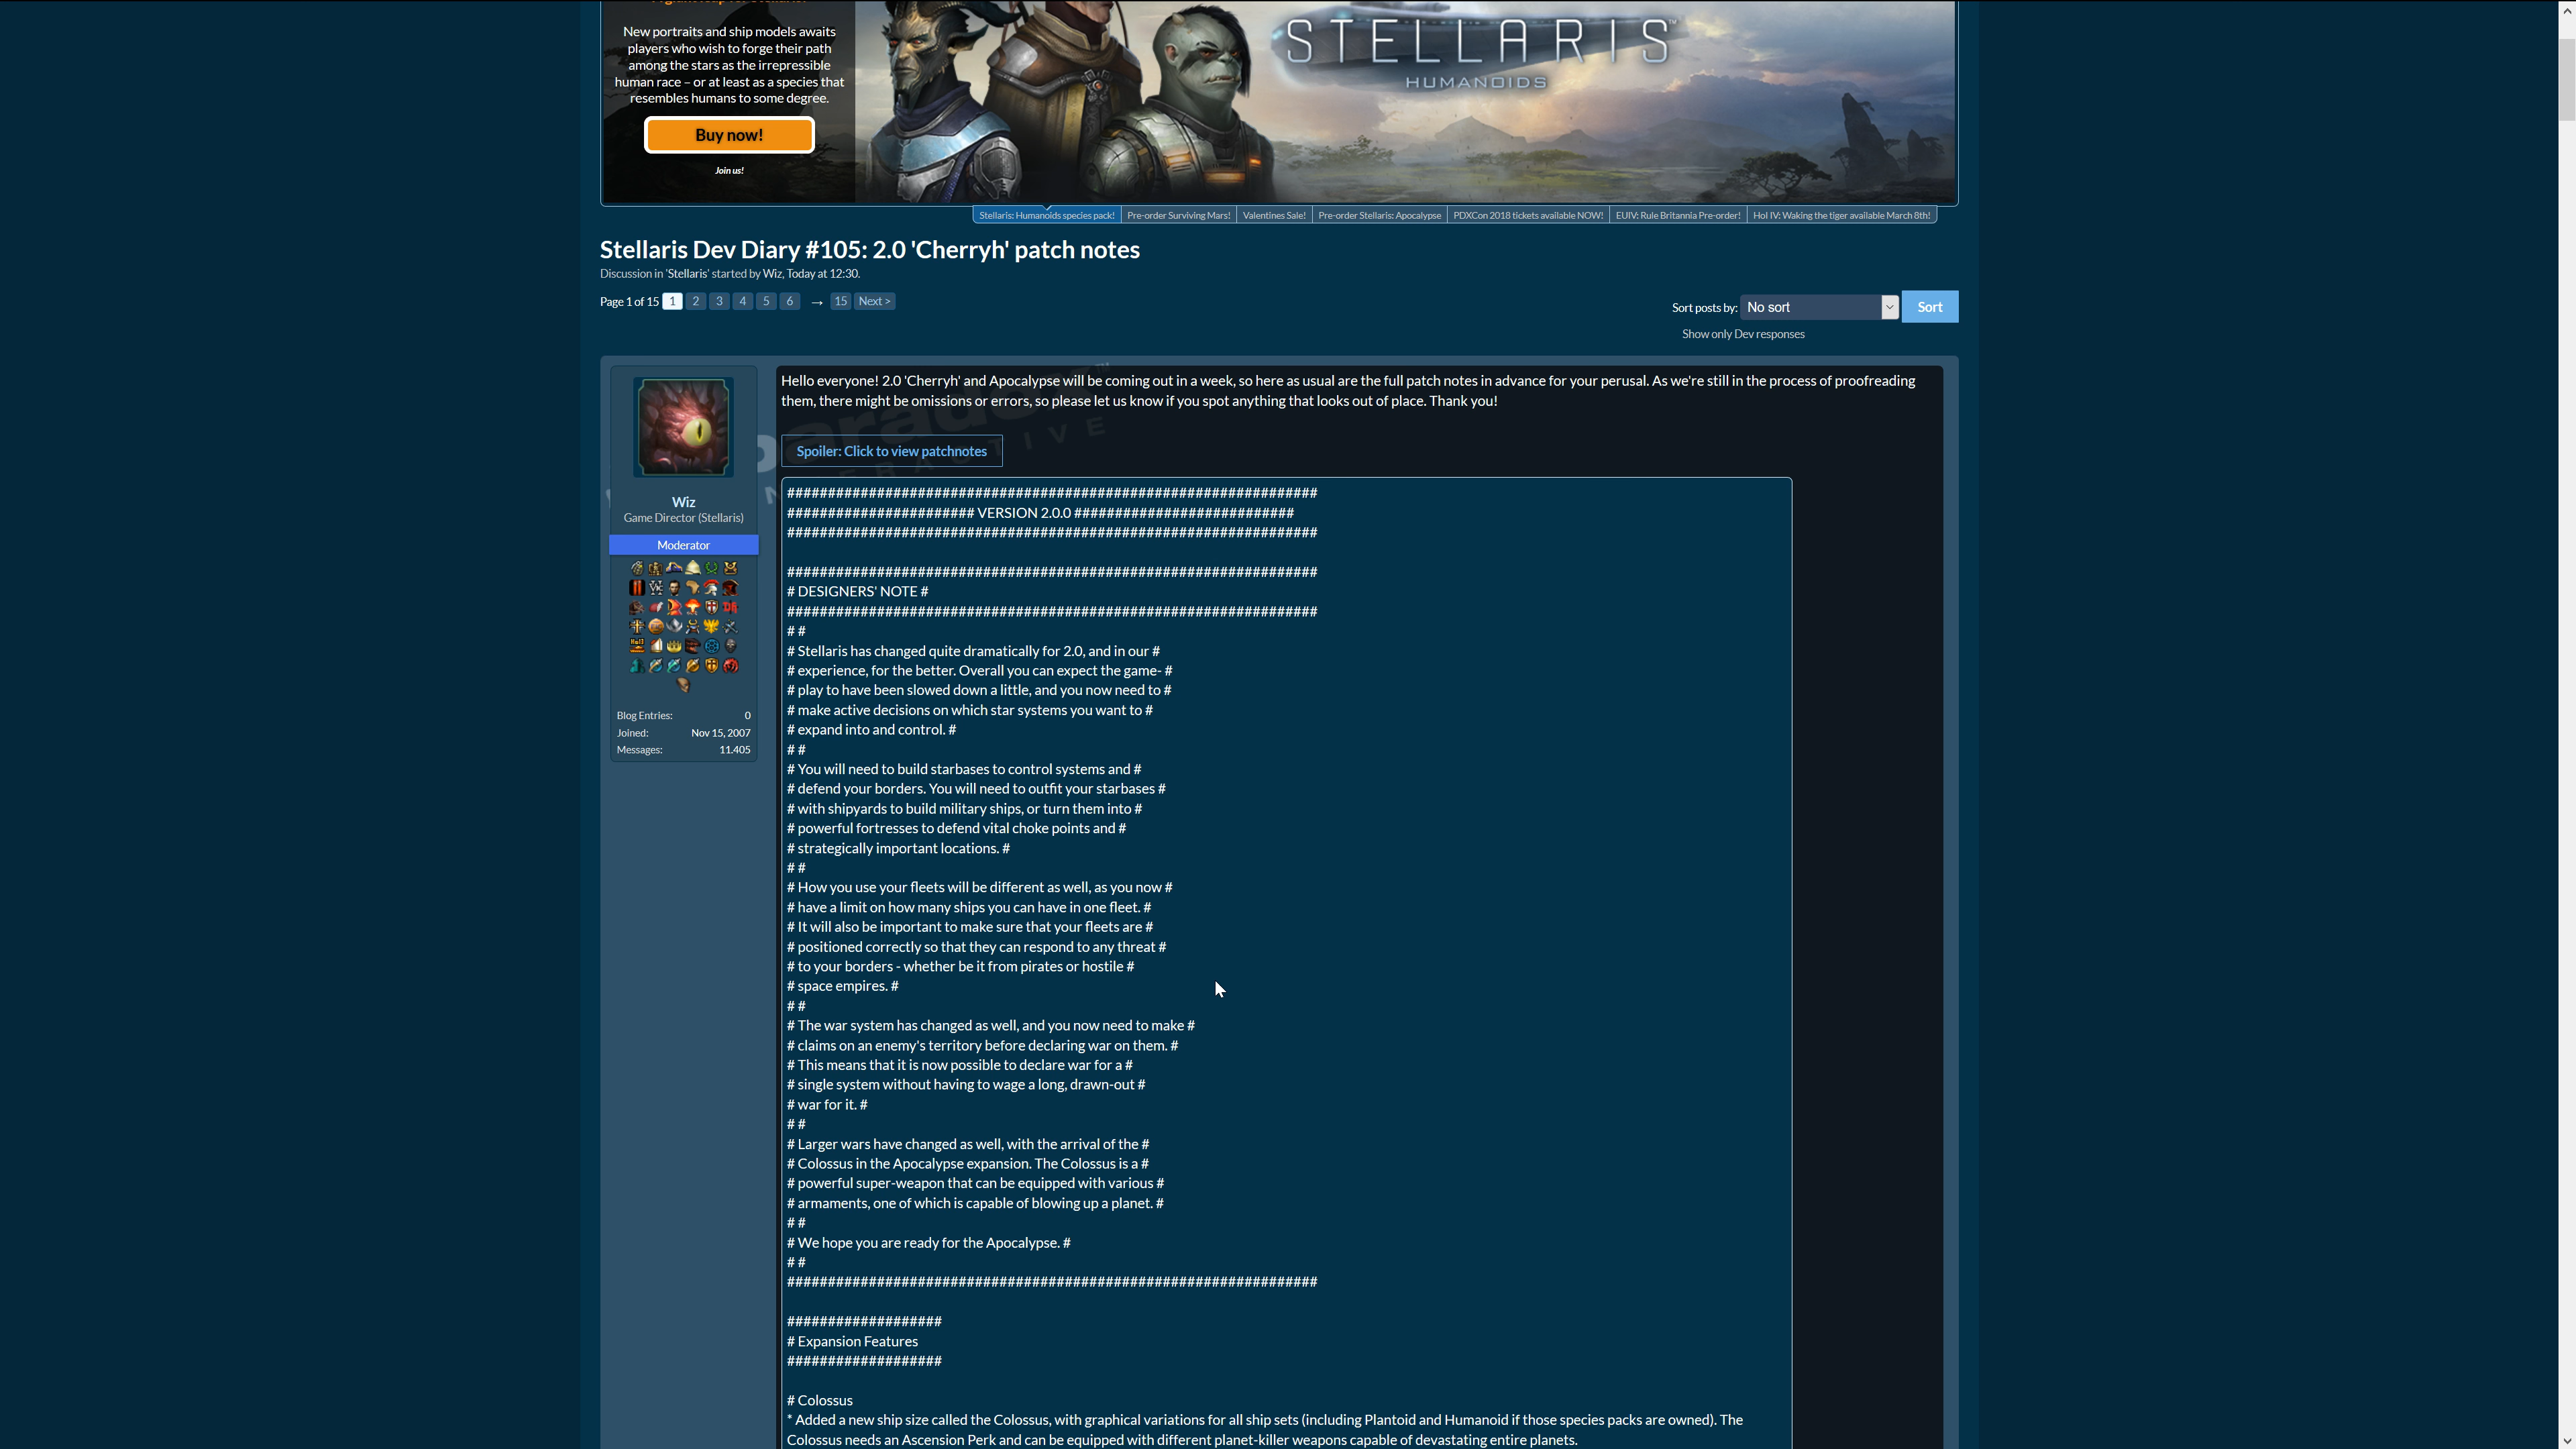 New portraits and ship models awaits
players who wish to forge their path
among the stars as the irrepressible
human race – or at least as a species that
resembles humans to some degree.
Buy now!
Join us!
STELLARIS™
HUMANOIDS
Stellaris: Humanoids species pack! Pre-order Surviving Mars! Valentines Sale! Pre-order Stellaris: Apocalypse PDXCon 2018 tickets available NOW! EUIV: Rule Britannia Pre-order! HoI IV: Waking the tiger available March 8th!
Stellaris Dev Diary #105: 2.0 'Cherryh' patch notes
Discussion in 'Stellaris' started by Wiz, Today at 12:30.
Page 1 of 15 1 2 3 4 5 6 → 15 Next >
Sort posts by: No sort Sort
Show only Dev responses
Wiz
Game Director (Stellaris)
Moderator
Blog Entries: 0
Joined: Nov 15, 2007
Messages: 11.405
Hello everyone! 2.0 'Cherryh' and Apocalypse will be coming out in a week, so here as usual are the full patch notes in advance for your perusal. As we're still in the process of proofreading
them, there might be omissions or errors, so please let us know if you spot anything that looks out of place. Thank you!
Spoiler: Click to view patchnotes
#################################################################
####################### VERSION 2.0.0 ###########################
#################################################################
#################################################################
# DESIGNERS' NOTE #
#################################################################
# #
# Stellaris has changed quite dramatically for 2.0, and in our #
# experience, for the better. Overall you can expect the game- #
# play to have been slowed down a little, and you now need to #
# make active decisions on which star systems you want to #
# expand into and control. #
# #
# You will need to build starbases to control systems and #
# defend your borders. You will need to outfit your starbases #
# with shipyards to build military ships, or turn them into #
# powerful fortresses to defend vital choke points and #
# strategically important locations. #
# #
# How you use your fleets will be different as well, as you now #
# have a limit on how many ships you can have in one fleet. #
# It will also be important to make sure that your fleets are #
# positioned correctly so that they can respond to any threat #
# to your borders - whether be it from pirates or hostile #
# space empires. #
# #
# The war system has changed as well, and you now need to make #
# claims on an enemy's territory before declaring war on them. #
# This means that it is now possible to declare war for a #
# single system without having to wage a long, drawn-out #
# war for it. #
# #
# Larger wars have changed as well, with the arrival of the #
# Colossus in the Apocalypse expansion. The Colossus is a #
# powerful super-weapon that can be equipped with various #
# armaments, one of which is capable of blowing up a planet. #
# #
# We hope you are ready for the Apocalypse. #
# #
#################################################################
###################
# Expansion Features
###################
# Colossus
* Added a new ship size called the Colossus, with graphical variations for all ship sets (including Plantoid and Humanoid if those species packs are owned). The
Colossus needs an Ascension Perk and can be equipped with different planet-killer weapons capable of devastating entire planets.